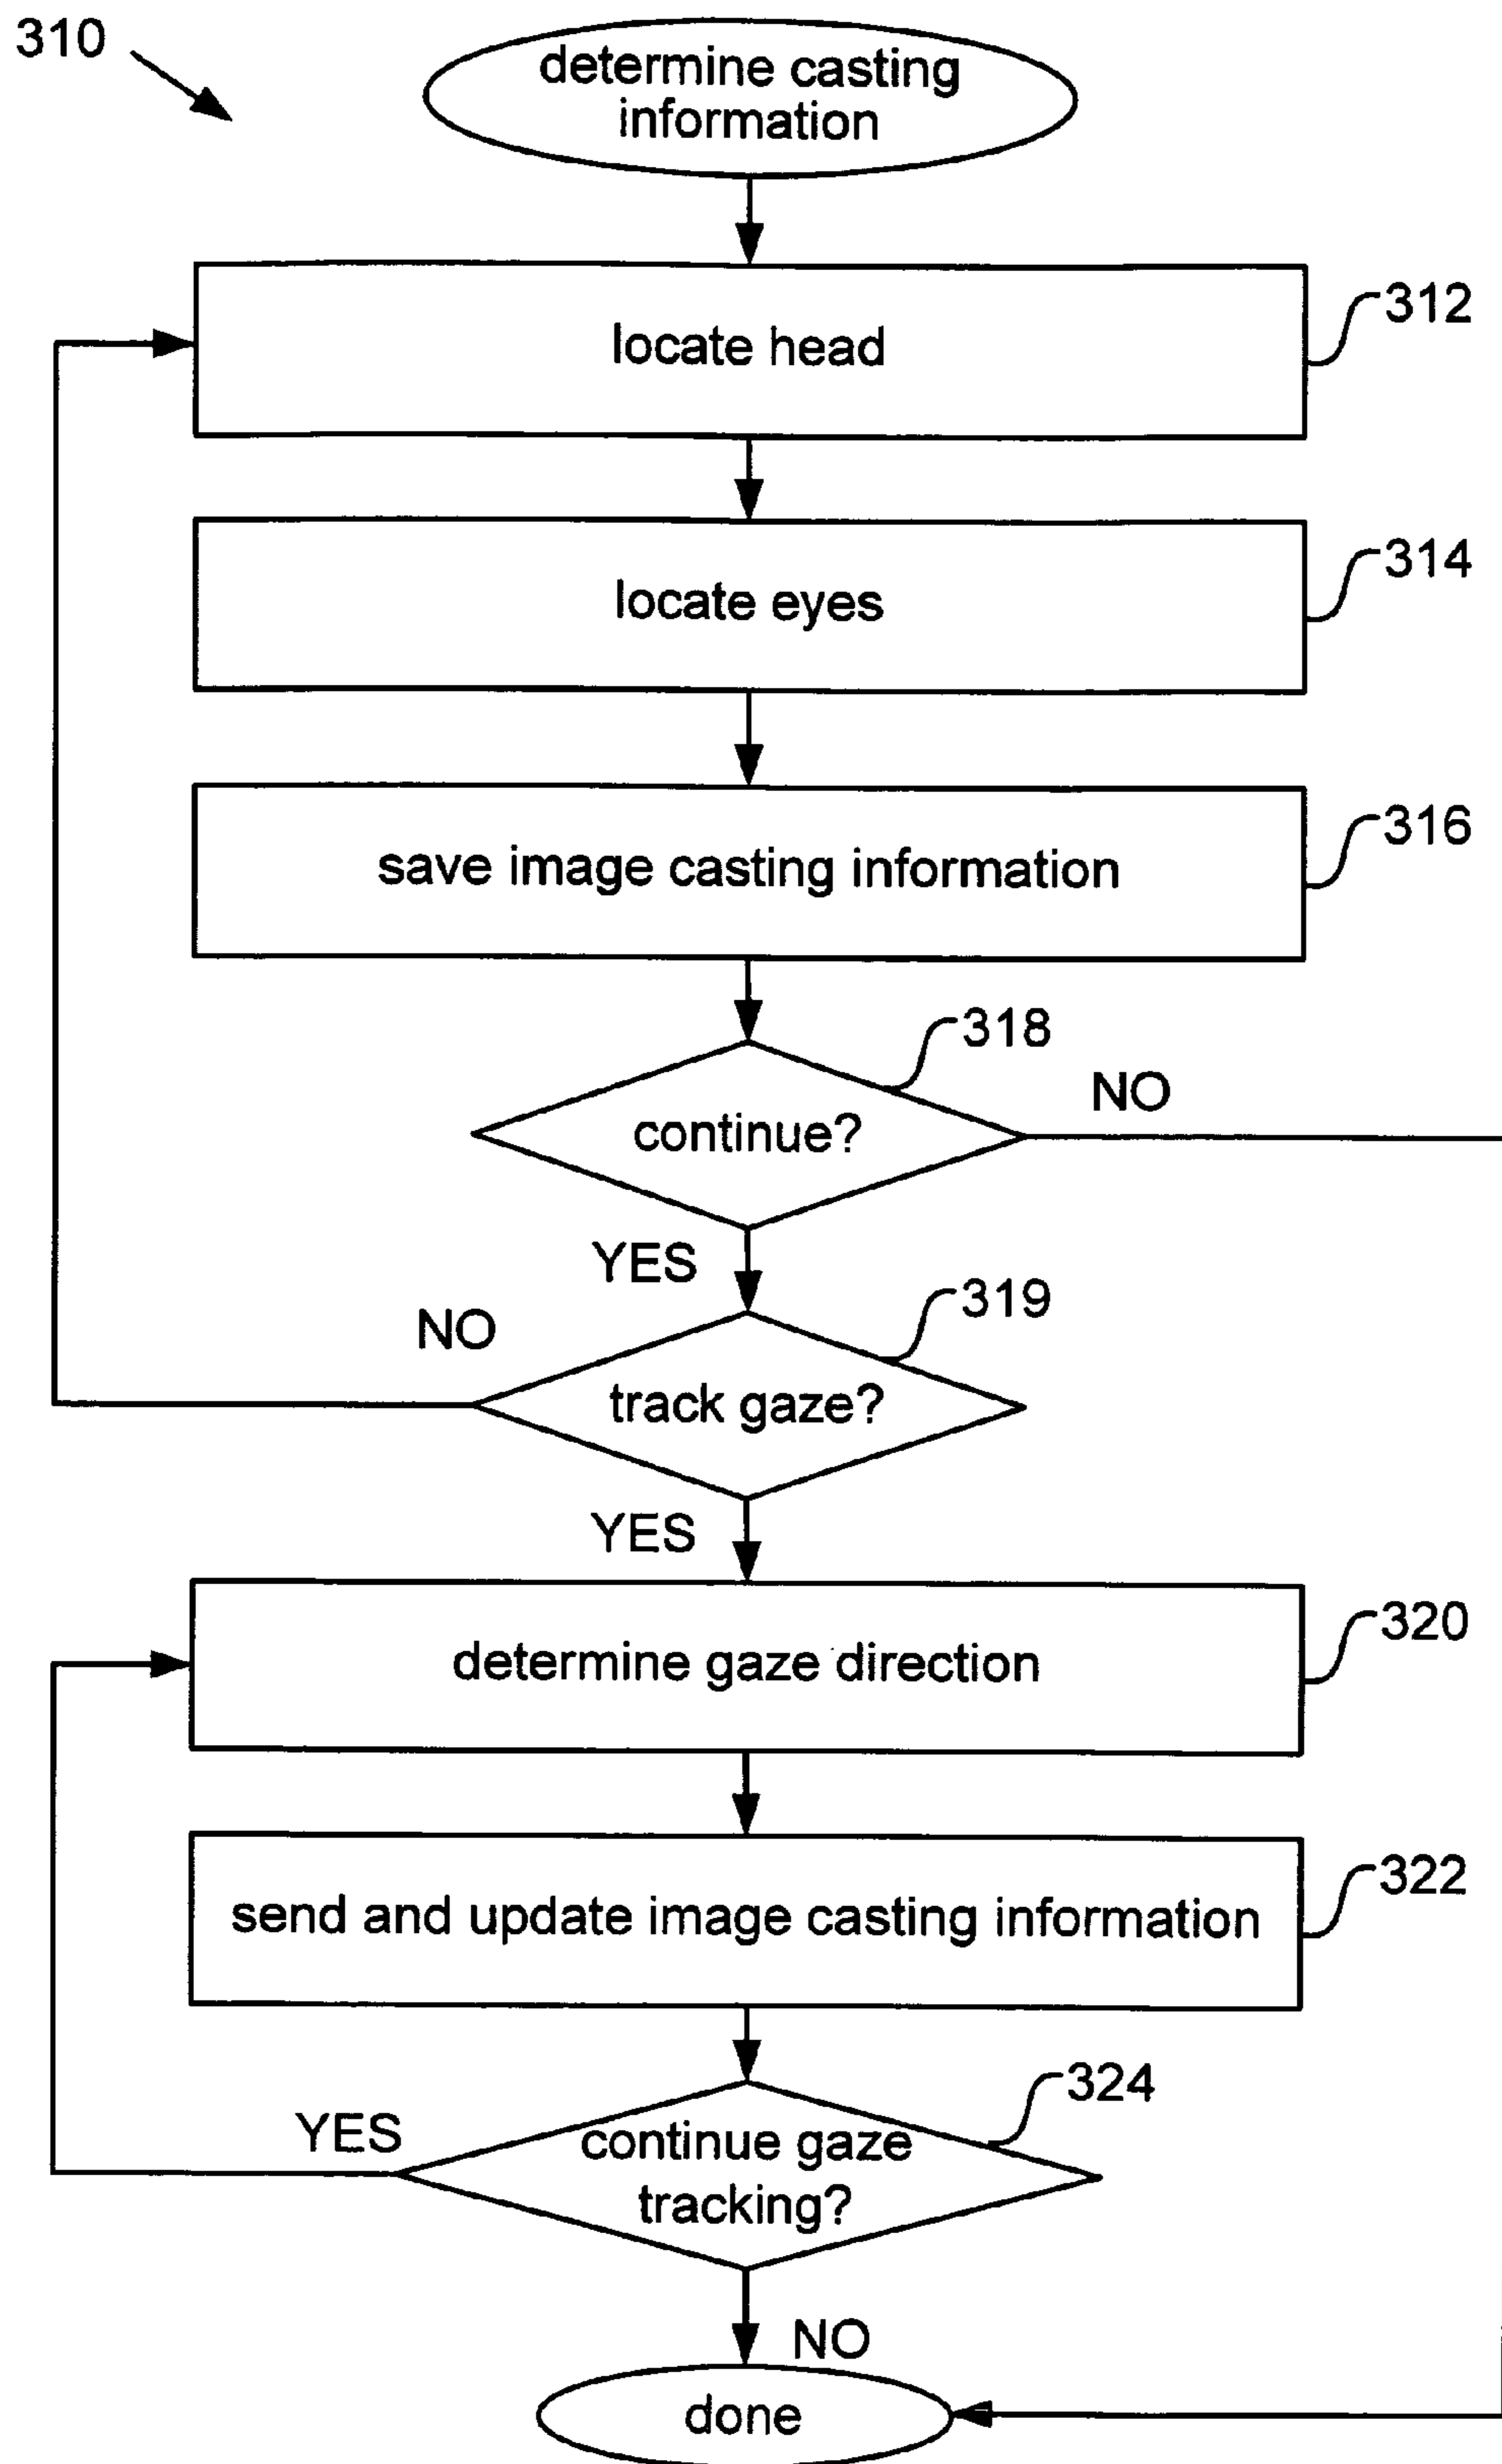 310
determine casting
information
locate head
312
locate eyes
314
save image casting information
316
318
continue?
NO
YES
319
NO
track gaze?
YES
determine gaze direction
320
send and update image casting information
322
324
YES
continue gaze
tracking?
NO
done